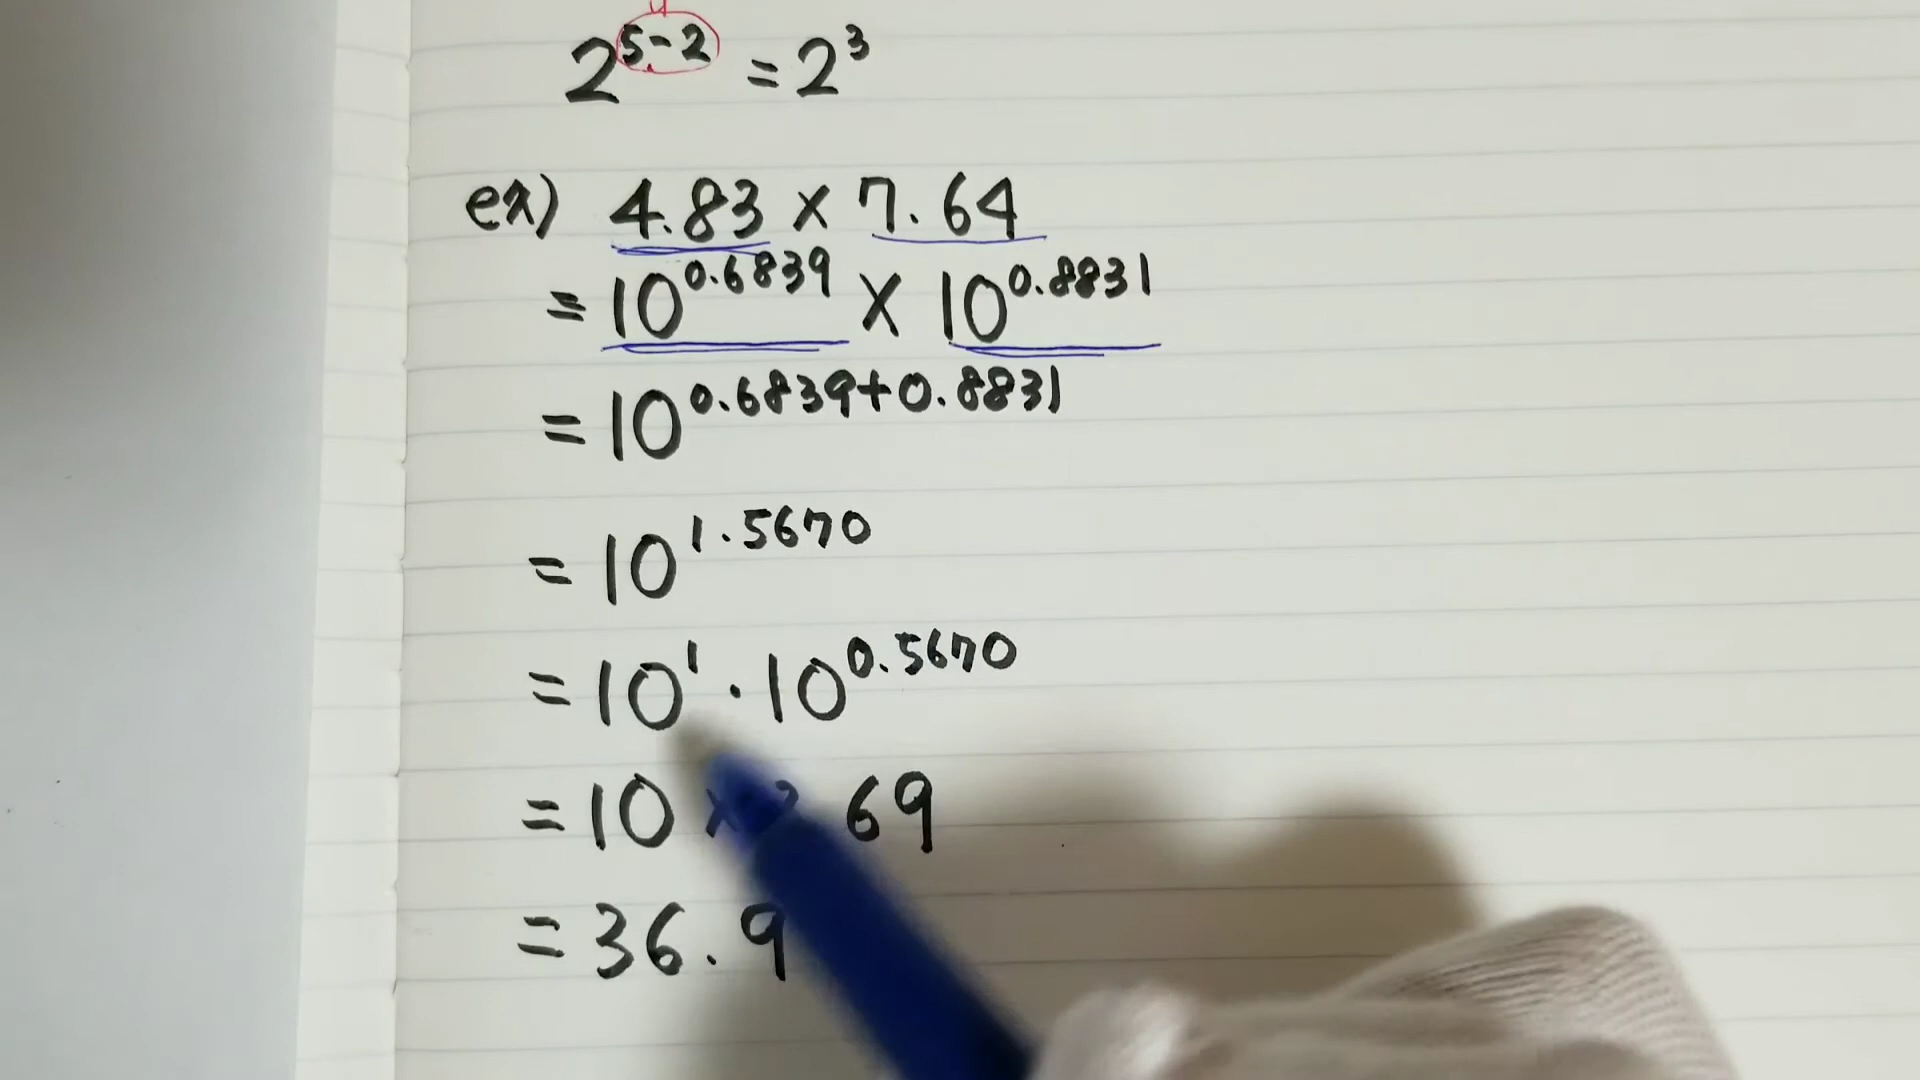 2^{5-2} = 2^3
ex) 4.83 × 7.64
= 10^{0.6839} × 10^{0.8831}
= 10^{0.6839+0.8831}
= 10^{1.5670}
= 10^1 · 10^{0.5670}
= 10 × 69
= 36.9